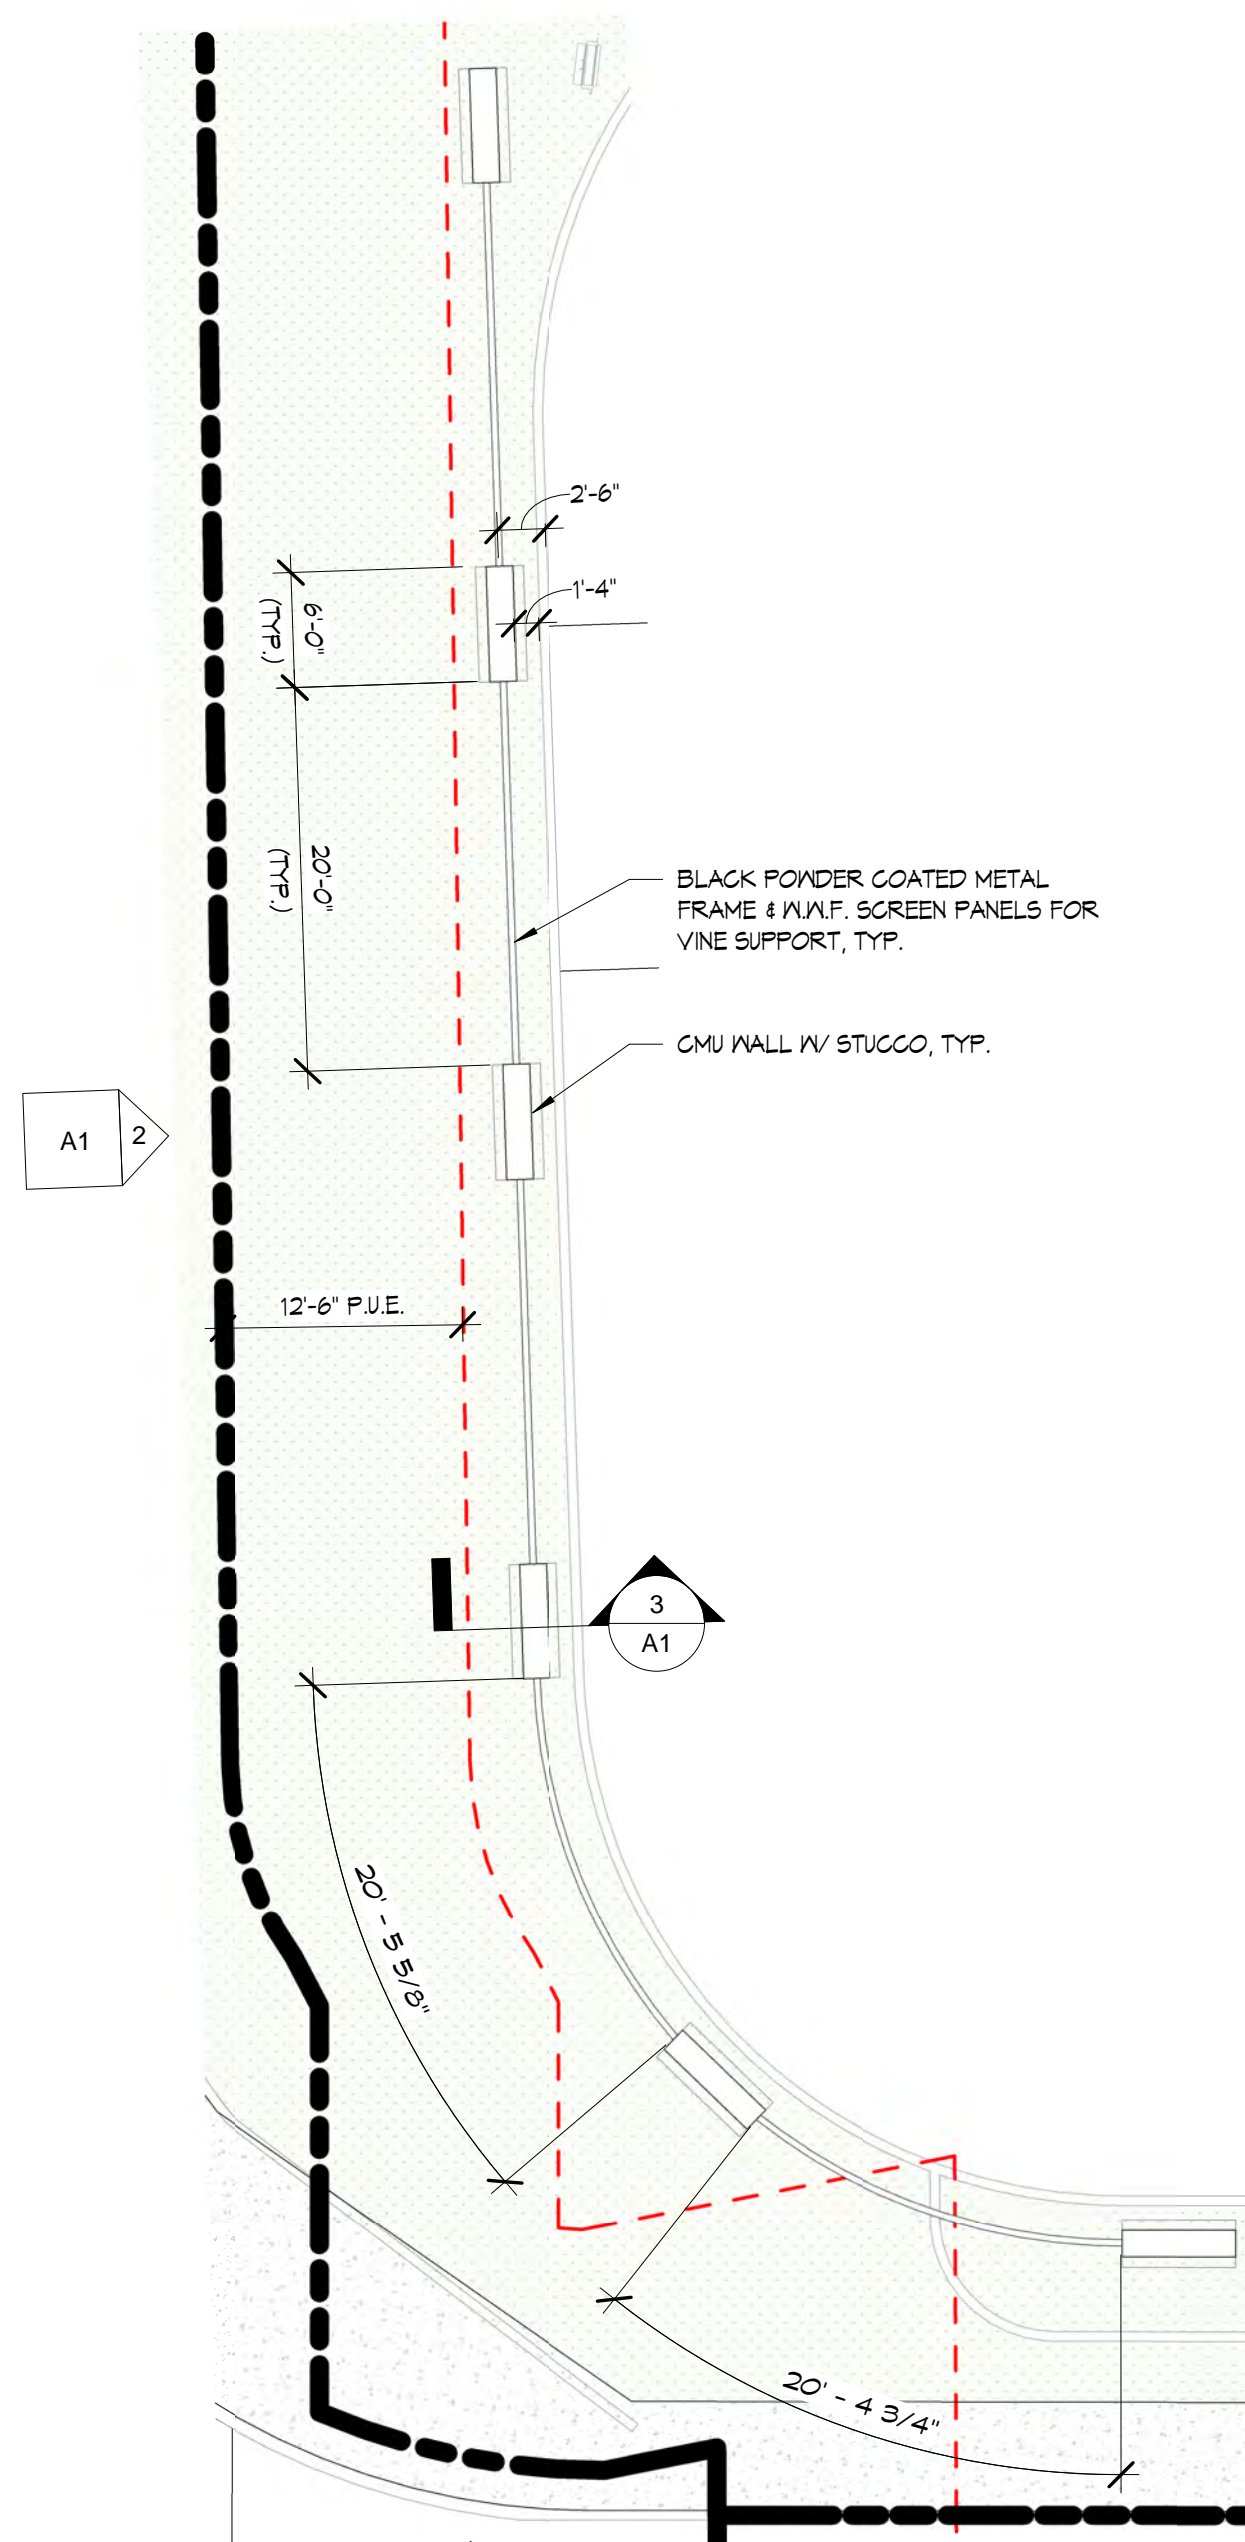 2'-6"
1'-4"
6'-0"
(TYP.)
20'-0"
(TYP.)
BLACK POWDER COATED METAL
FRAME & W.W.F. SCREEN PANELS FOR
VINE SUPPORT, TYP.
CMU WALL W/ STUCCO, TYP.
A1
2
12'-6" P.U.E.
3
A1
20' - 5 5/8"
20' - 4 3/4"